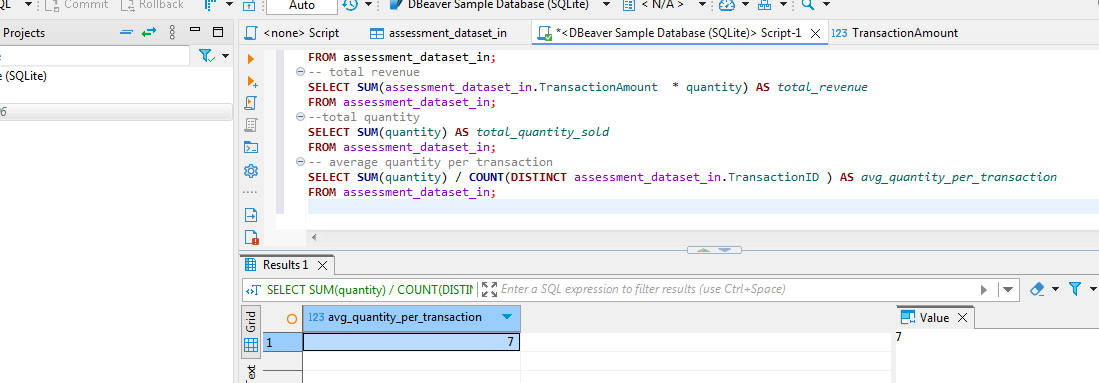 QL
Commit
Rollback
Auto
DBeaver Sample Database (SQLite)
< N/A >
Projects
<none> Script
assessment_dataset_in
*<DBeaver Sample Database (SQLite)> Script-1
123 TransactionAmount
e (SQLite)
FROM assessment_dataset_in;
-- total revenue
SELECT SUM(assessment_dataset_in.TransactionAmount  * quantity) AS total_revenue
FROM assessment_dataset_in;
--total quantity
SELECT SUM(quantity) AS total_quantity_sold
FROM assessment_dataset_in;
-- average quantity per transaction
SELECT SUM(quantity) / COUNT(DISTINCT assessment_dataset_in.TransactionID ) AS avg_quantity_per_transaction
FROM assessment_dataset_in;
Results 1
SELECT SUM(quantity) / COUNT(DISTIN
Enter a SQL expression to filter results (use Ctrl+Space)
Grid
123 avg_quantity_per_transaction
Value
1
7
7
Text